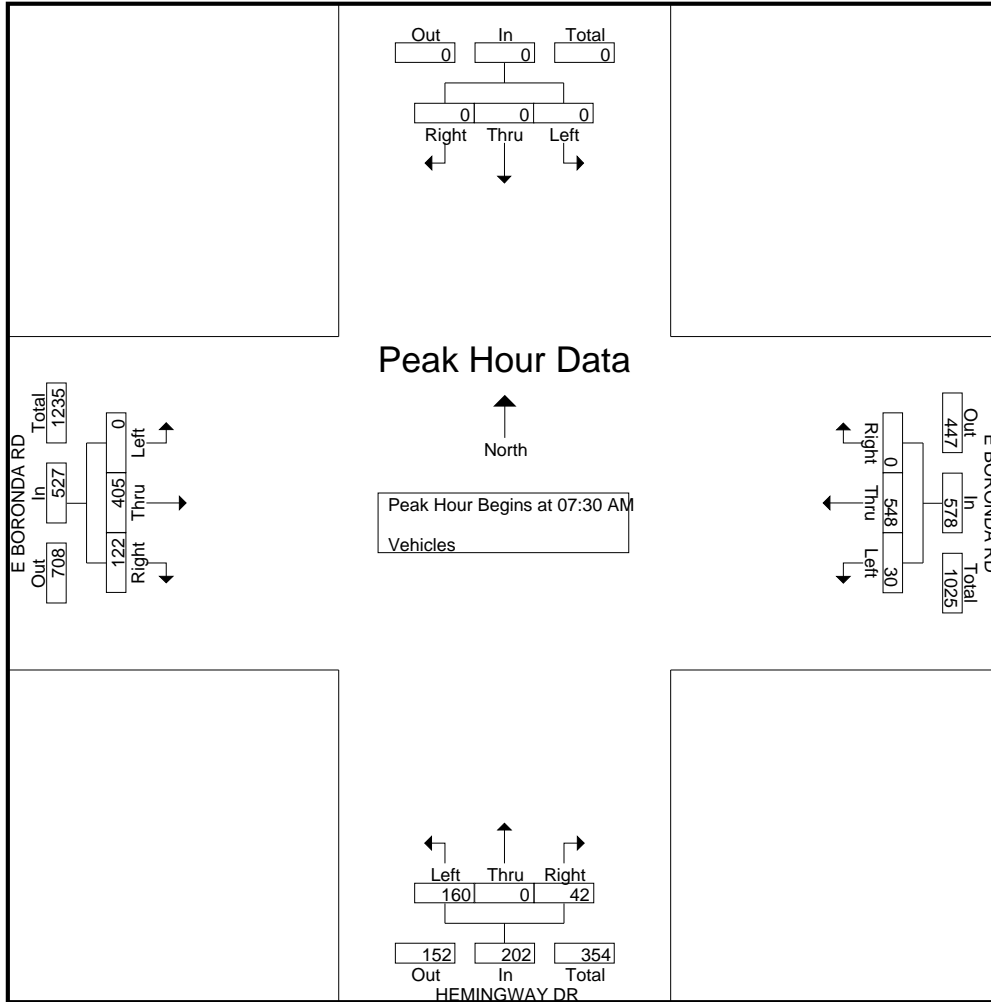 Out In Total
0 0 0
0 0 0
Right Thru Left
Peak Hour Data
North
Peak Hour Begins at 07:30 AM
Vehicles
E BORONDA RD
Out In Total
708 527 1235
122 405 0
Right Thru Left
Right Thru Left
0 548 30
447 578 1025
Out In Total
E BORONDA RD
Left Thru Right
160 0 42
152 202 354
Out In Total
HEMINGWAY DR